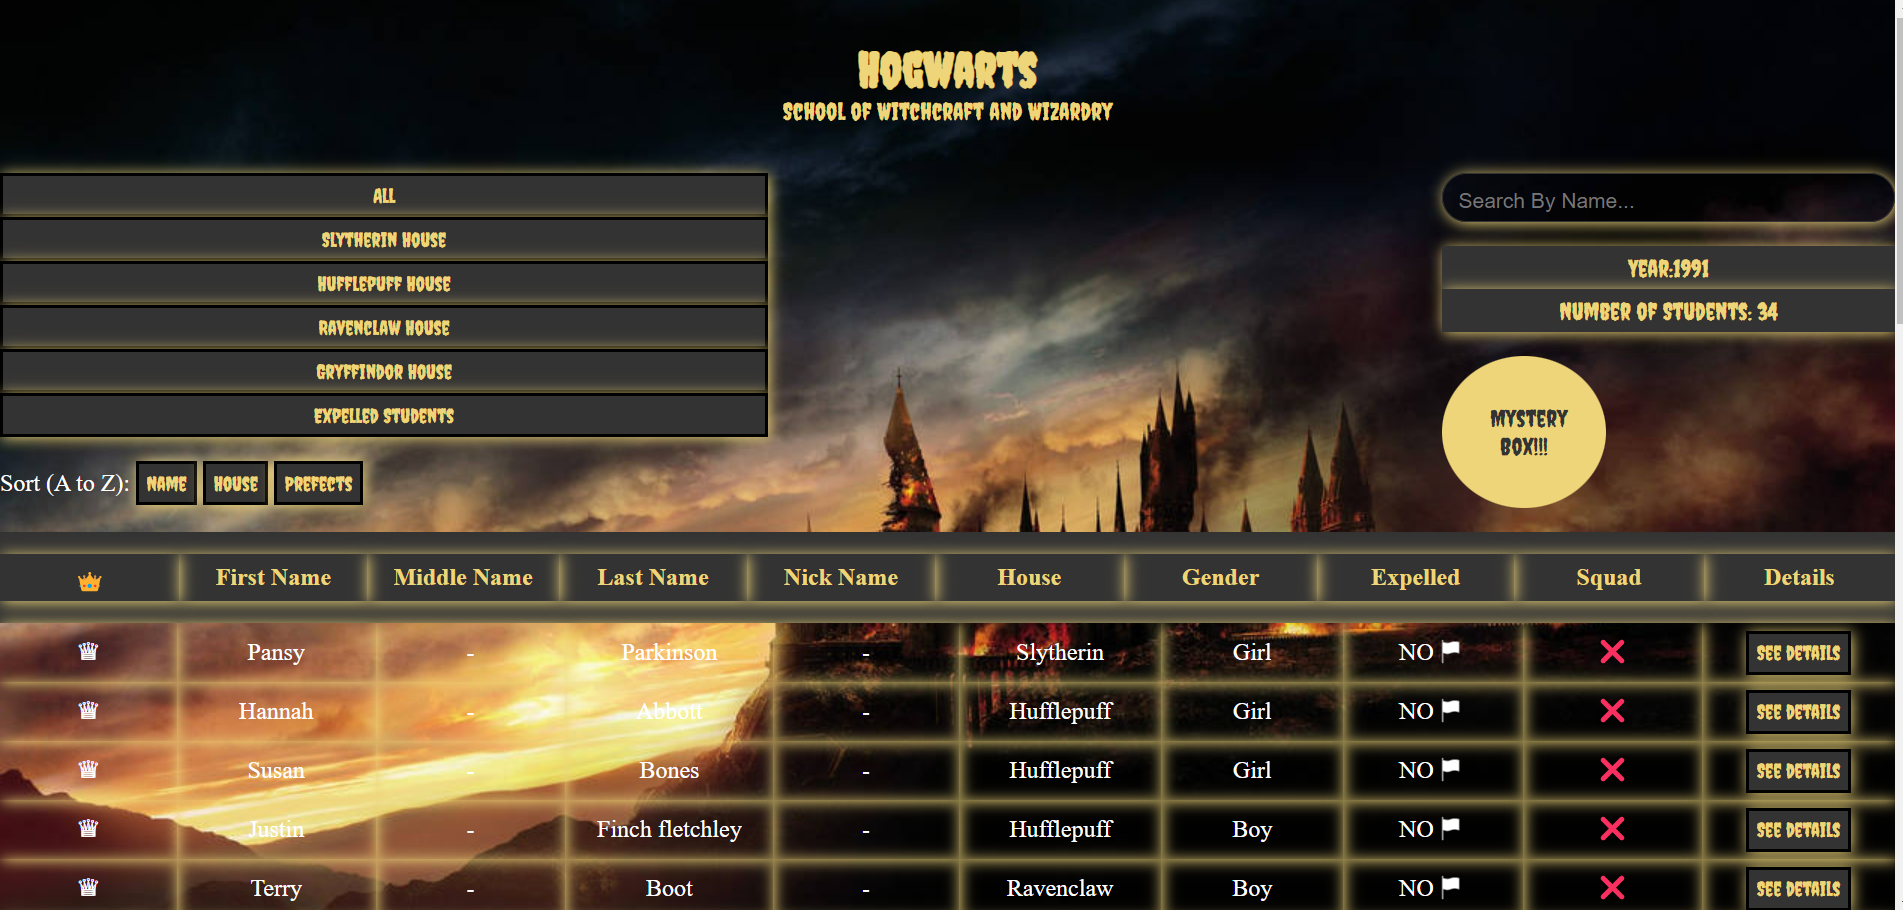 HOGWARTS
SCHOOL OF WITCHCRAFT AND WIZARDRY
ALL
SLYTHERIN HOUSE
HUFFLEPUFF HOUSE
RAVENCLAW HOUSE
GRYFFINDOR HOUSE
EXPELLED STUDENTS
Sort (A to Z): NAME HOUSE PREFECTS
Search By Name...
YEAR:1991
NUMBER OF STUDENTS: 34
MYSTERY
BOX!!!
First Name Middle Name Last Name Nick Name House Gender Expelled Squad Details
Pansy - Parkinson - Slytherin Girl NO SEE DETAILS
Hannah - Abbott - Hufflepuff Girl NO SEE DETAILS
Susan - Bones - Hufflepuff Girl NO SEE DETAILS
Justin - Finch fletchley - Hufflepuff Boy NO SEE DETAILS
Terry - Boot - Ravenclaw Boy NO SEE DETAILS